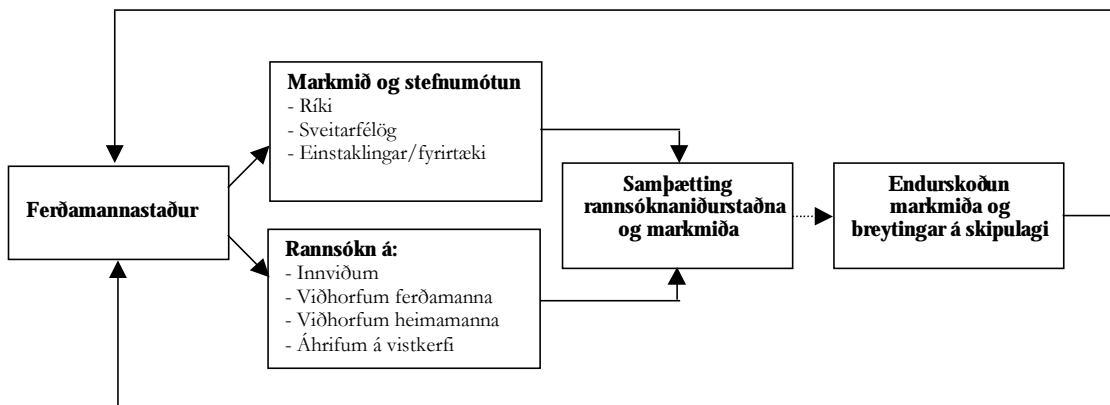 Ferðamannastaður
Markmið og stefnumótun
- Ríki
- Sveitarfélög
- Einstaklingar/fyrirtæki
Rannsókn á:
- Innviðum
- Viðhorfum ferðamanna
- Viðhorfum heimamanna
- Áhrifum á vistkerfi
Samþætting
rannsóknaniðurstaðna
og markmiða
Endurskoðun
markmiða og
breytingar á skipulagi